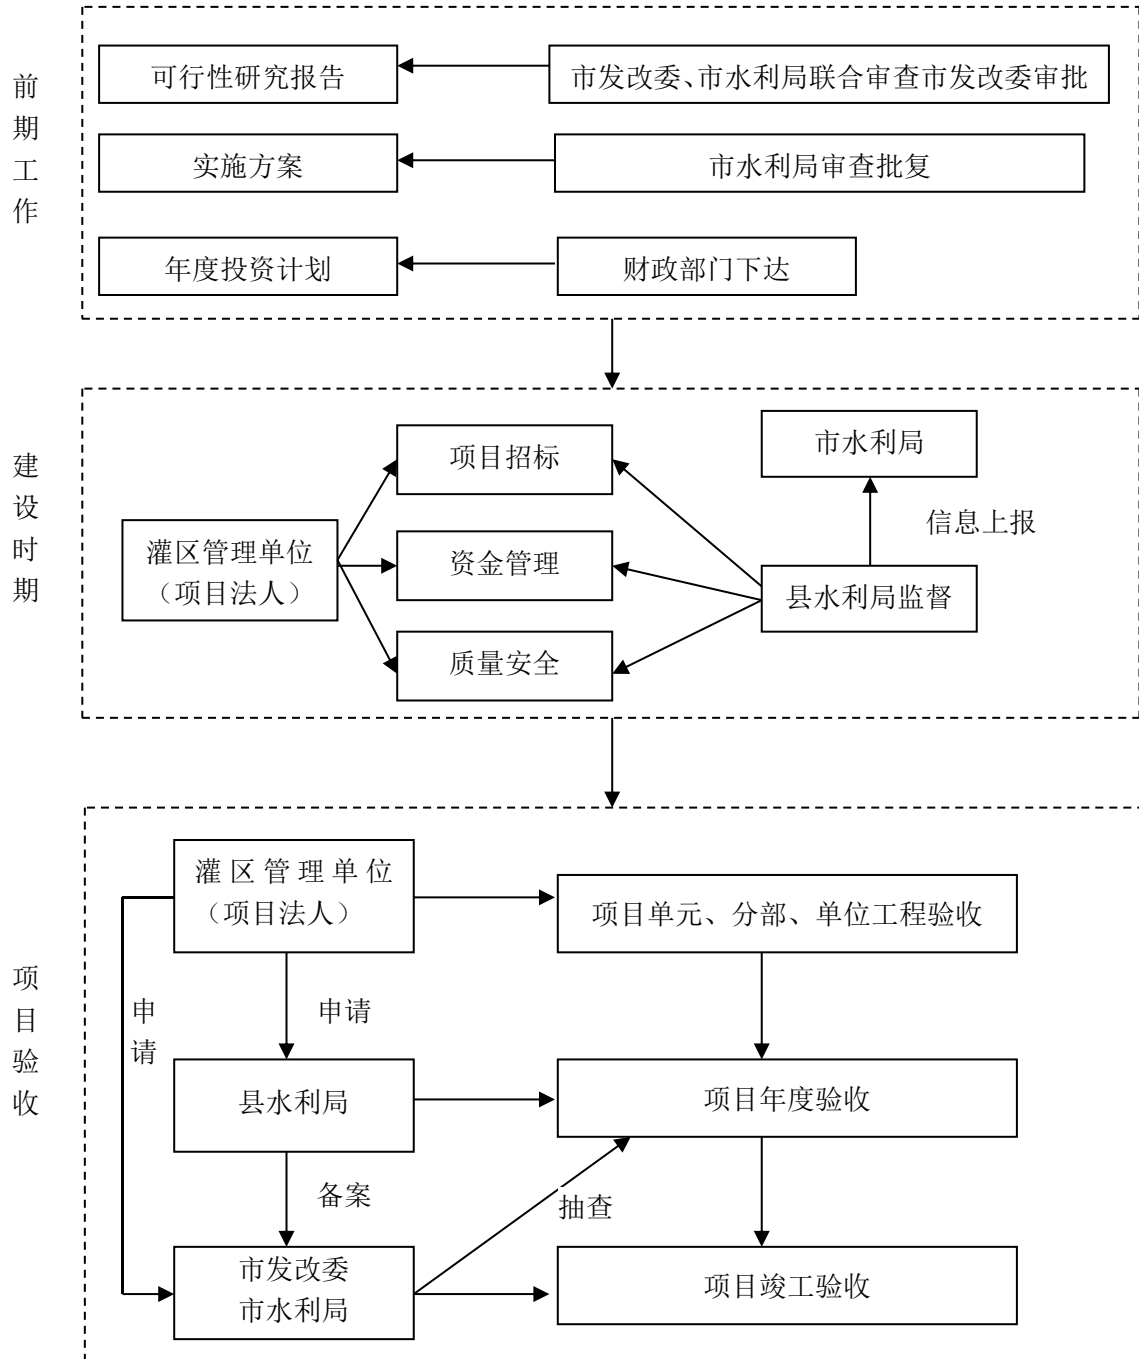 前期工作
可行性研究报告
市发改委、市水利局联合审查市发改委审批
实施方案
市水利局审查批复
年度投资计划
财政部门下达
建设时期
项目招标
市水利局
信息上报
灌区管理单位
（项目法人）
资金管理
县水利局监督
质量安全
项目验收
灌区管理单位
（项目法人）
项目单元、分部、单位工程验收
申请
申请
县水利局
项目年度验收
备案
抽查
市发改委
市水利局
项目竣工验收